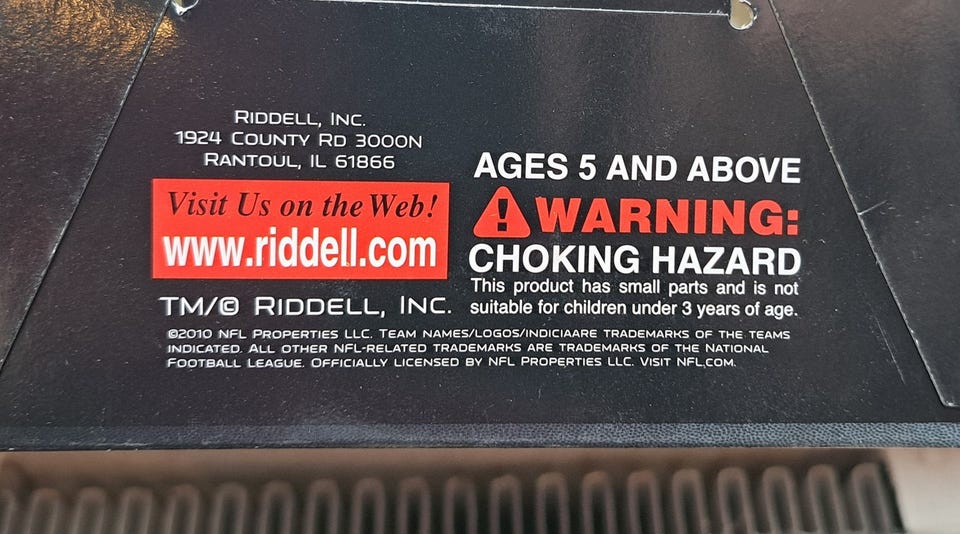 RIDDELL, INC.
1924 COUNTY RD 3000N
RANTOUL, IL 61866
Visit Us on the Web!
www.riddell.com
TM/© RIDDELL, INC.
AGES 5 AND ABOVE
WARNING:
CHOKING HAZARD
This product has small parts and is not
suitable for children under 3 years of age.
©2010 NFL PROPERTIES LLC. TEAM NAMES/LOGOS/INDICIAARE TRADEMARKS OF THE TEAMS
INDICATED. ALL OTHER NFL-RELATED TRADEMARKS ARE TRADEMARKS OF THE NATIONAL
FOOTBALL LEAGUE. OFFICIALLY LICENSED BY NFL PROPERTIES LLC. VISIT NFL.COM.